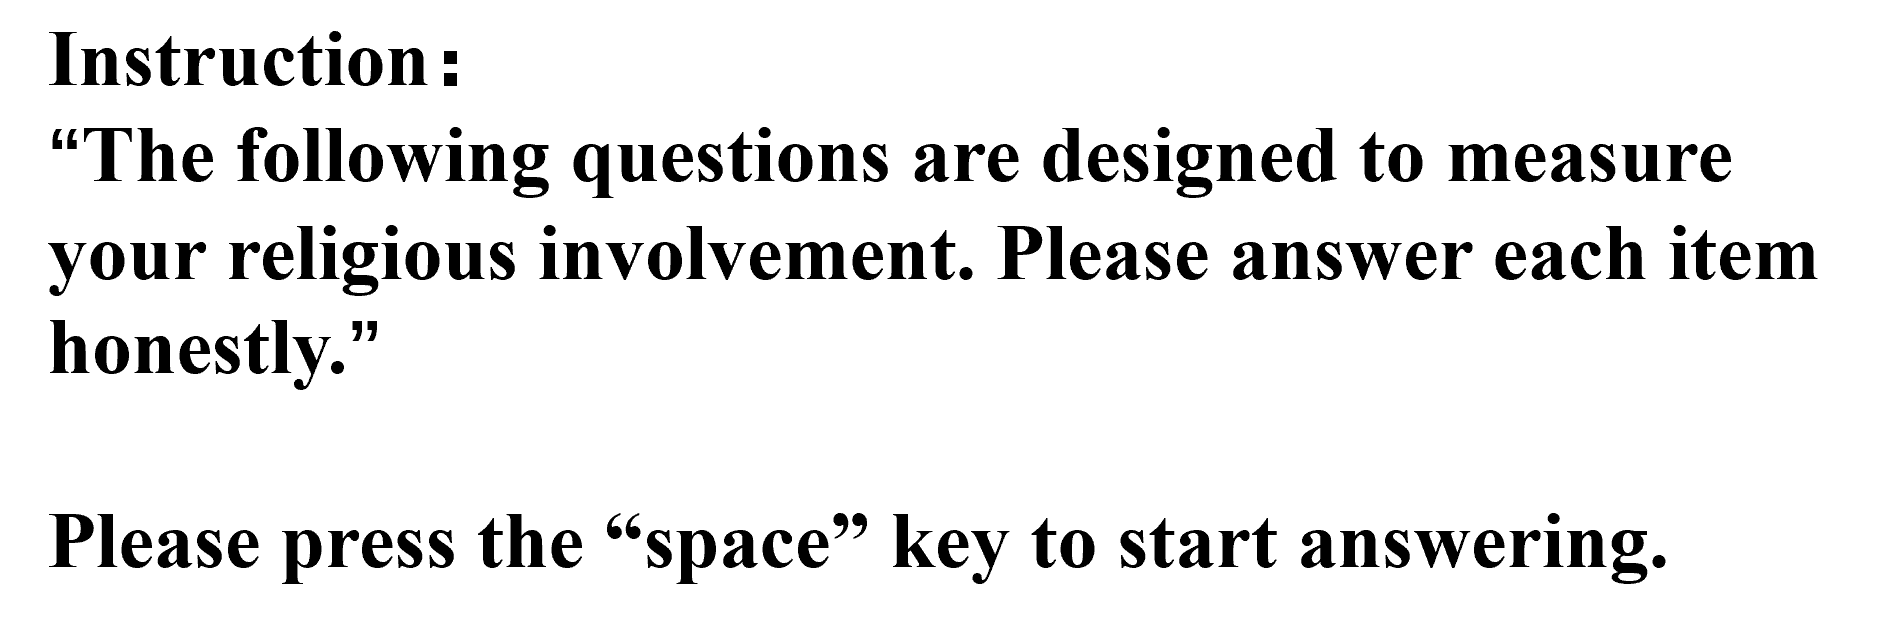 Instruction：
“The following questions are designed to measure
your religious involvement. Please answer each item
honestly.”
Please press the “space” key to start answering.